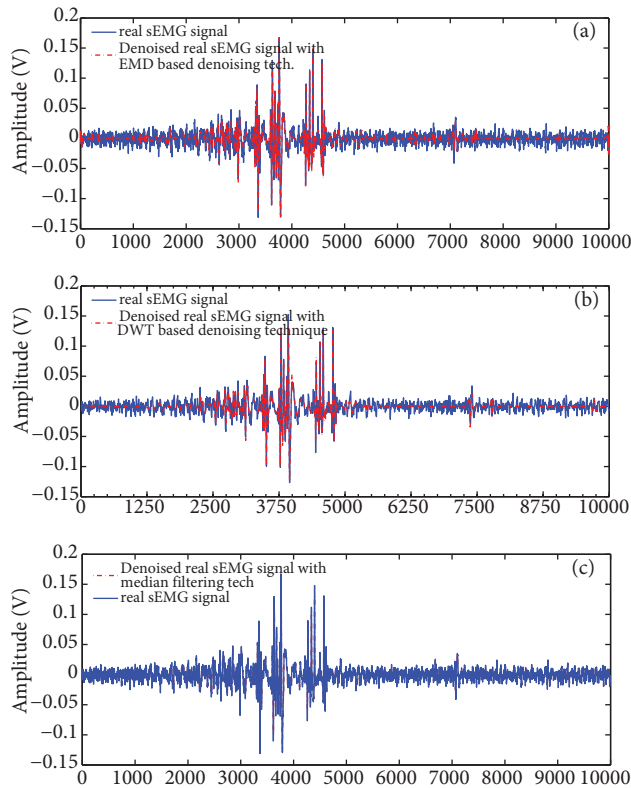 0.2
real sEMG signal
(a)
Denoised real sEMG signal with
EMD based denoising tech.
0.15
0.1
0.05
0
−0.05
−0.1
−0.15
Amplitude (V)
0 1000 2000 3000 4000 5000 6000 7000 8000 9000 10000
0.2
real sEMG signal
(b)
Denoised real sEMG signal with
DWT based denoising technique
0.15
0.1
0.05
0
−0.05
−0.1
−0.15
Amplitude (V)
0 1250 2500 3750 5000 6250 7500 8750 10000
0.2
Denoised real sEMG signal with
median filtering tech
(c)
real sEMG signal
0.15
0.1
0.05
0
−0.05
−0.1
−0.15
Amplitude (V)
0 1000 2000 3000 4000 5000 6000 7000 8000 9000 10000